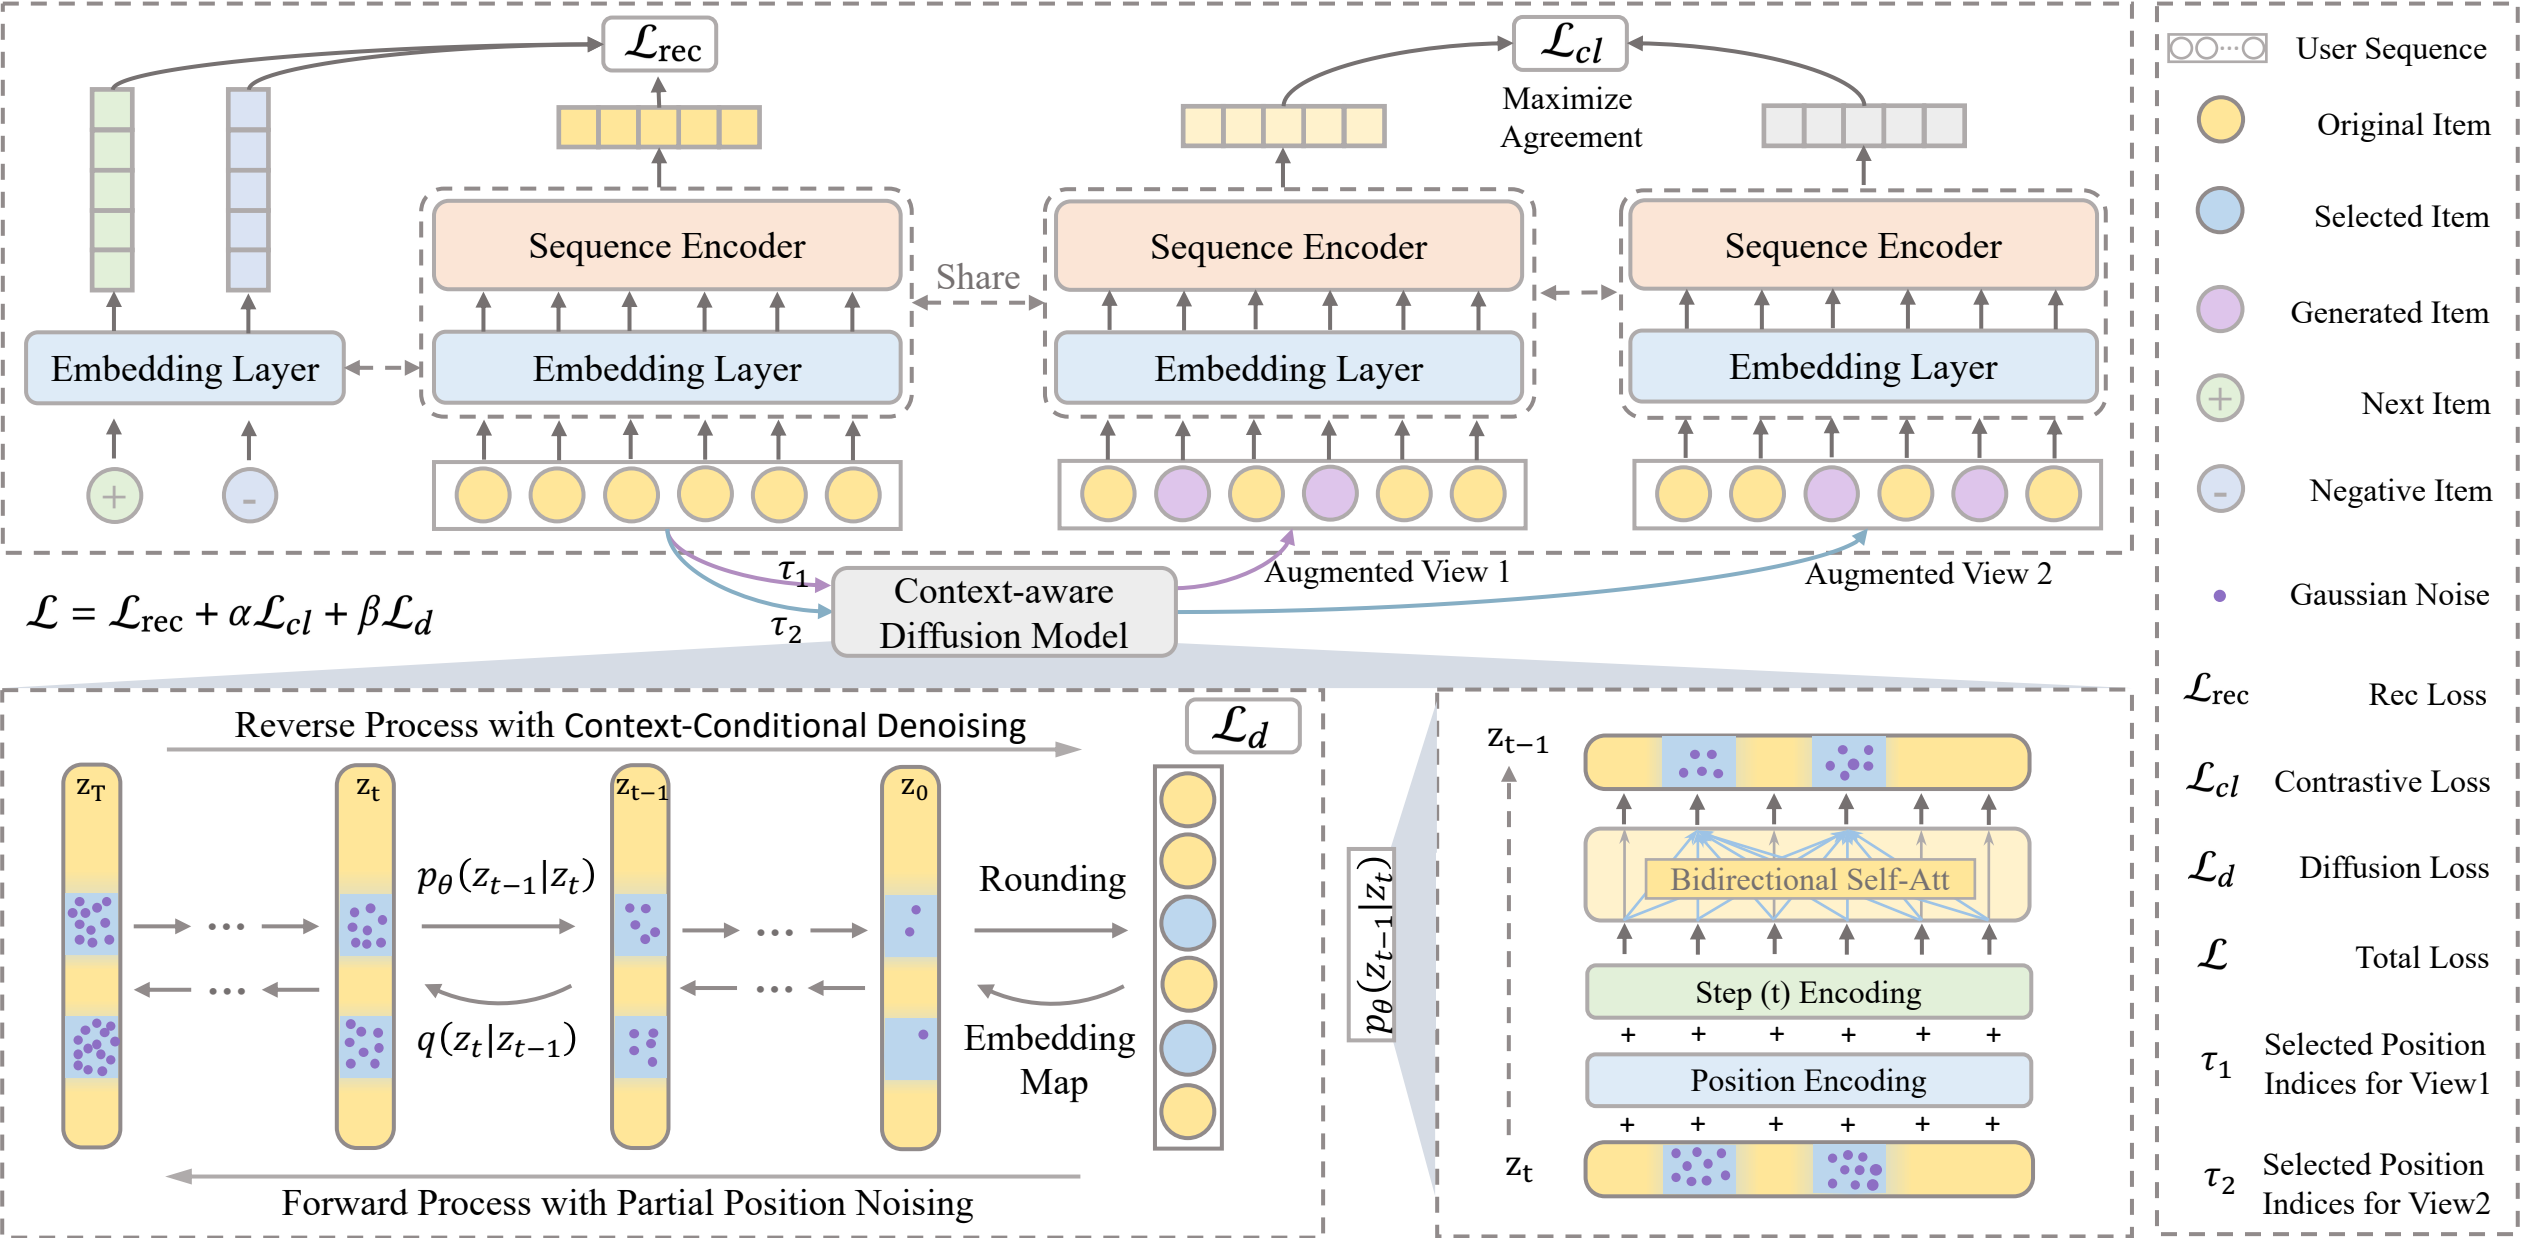 ℒrec
ℒcl
Maximize
Agreement
Sequence Encoder
Sequence Encoder
Sequence Encoder
Share
Embedding Layer
Embedding Layer
Embedding Layer
Embedding Layer
+
-
τ1
τ2
Context-aware
Diffusion Model
Augmented View 1
Augmented View 2
ℒ = ℒrec + αℒcl + βℒd
Reverse Process with Context-Conditional Denoising
ℒd
zT
zt
zt−1
z0
pθ(zt−1|zt)
Rounding
... ...
... ...
q(zt|zt−1)
Embedding
Map
Forward Process with Partial Position Noising
pθ(zt−1|zt)
zt−1
Bidirectional Self-Att
Step (t) Encoding
+ + + + + +
Position Encoding
+ + + + + +
zt
... User Sequence
Original Item
Selected Item
Generated Item
+ Next Item
- Negative Item
Gaussian Noise
ℒrec Rec Loss
ℒcl Contrastive Loss
ℒd Diffusion Loss
ℒ Total Loss
τ1 Selected Position
Indices for View1
τ2 Selected Position
Indices for View2